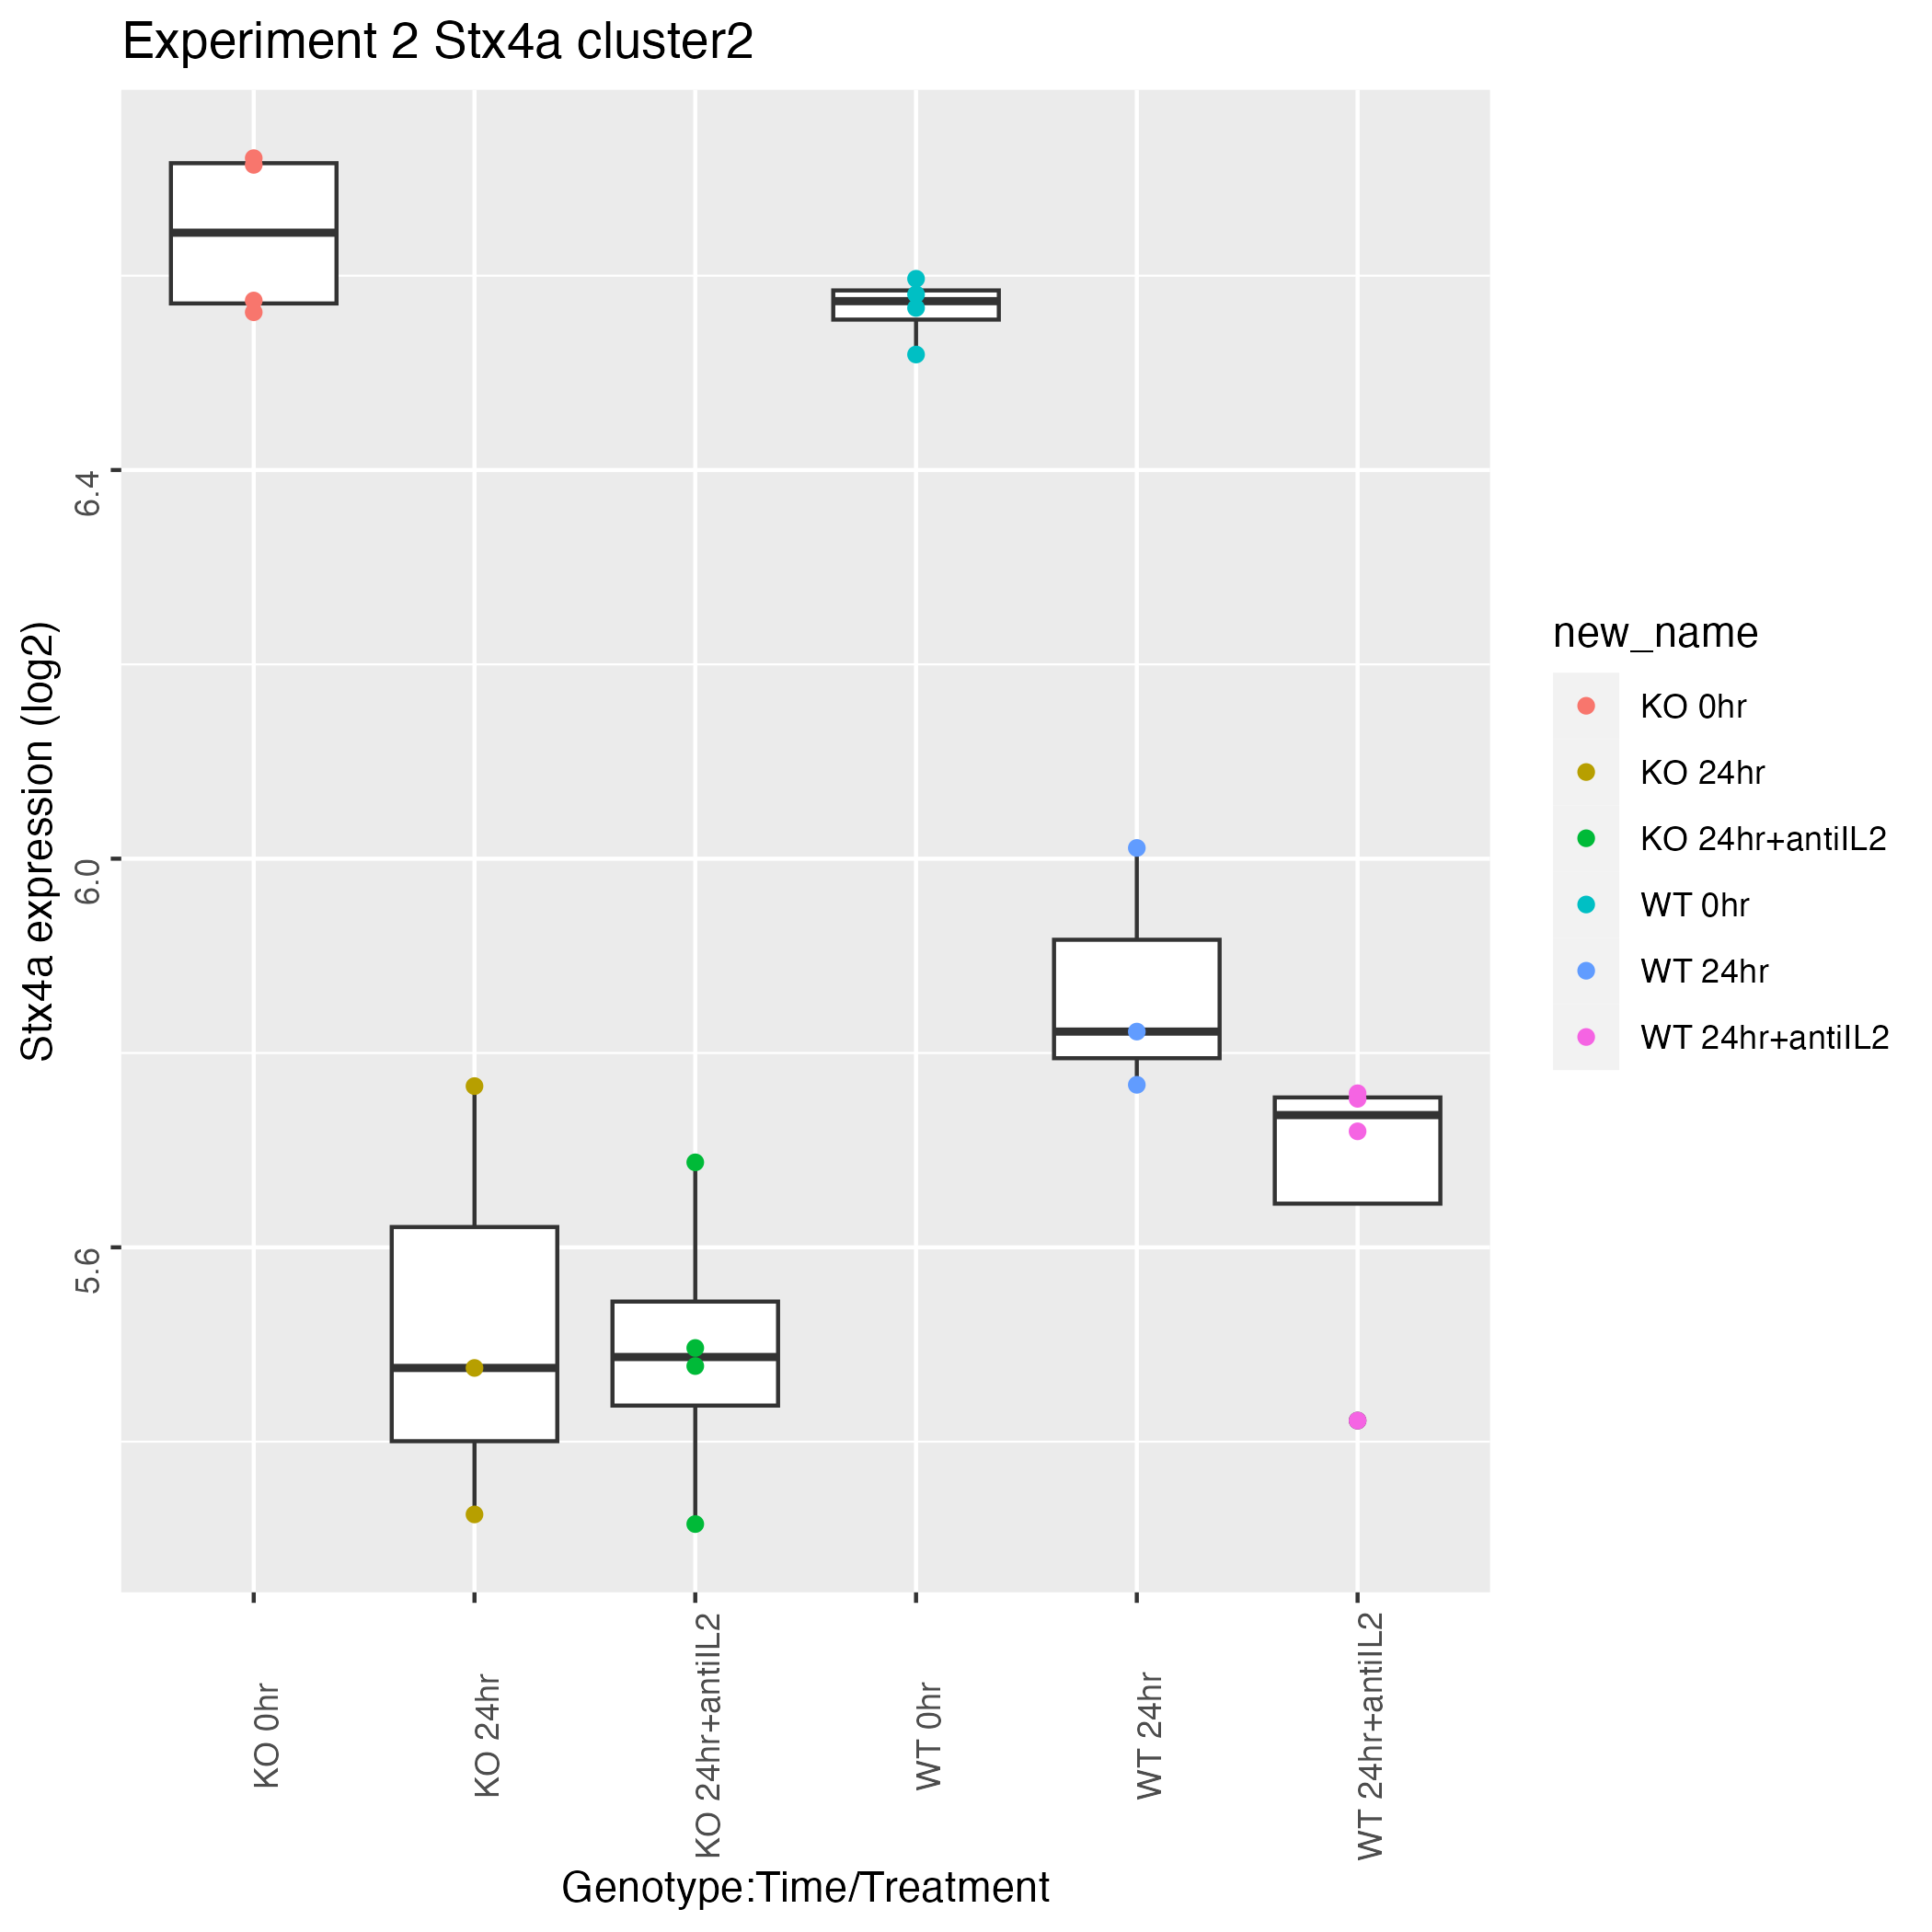 Experiment 2 Stx4a cluster2
Stx4a expression (log2)
6.4
6.0
5.6
KO 0hr
KO 24hr
KO 24hr+antiIL2
WT 0hr
WT 24hr
WT 24hr+antiIL2
Genotype:Time/Treatment
new_name
KO 0hr
KO 24hr
KO 24hr+antiIL2
WT 0hr
WT 24hr
WT 24hr+antiIL2